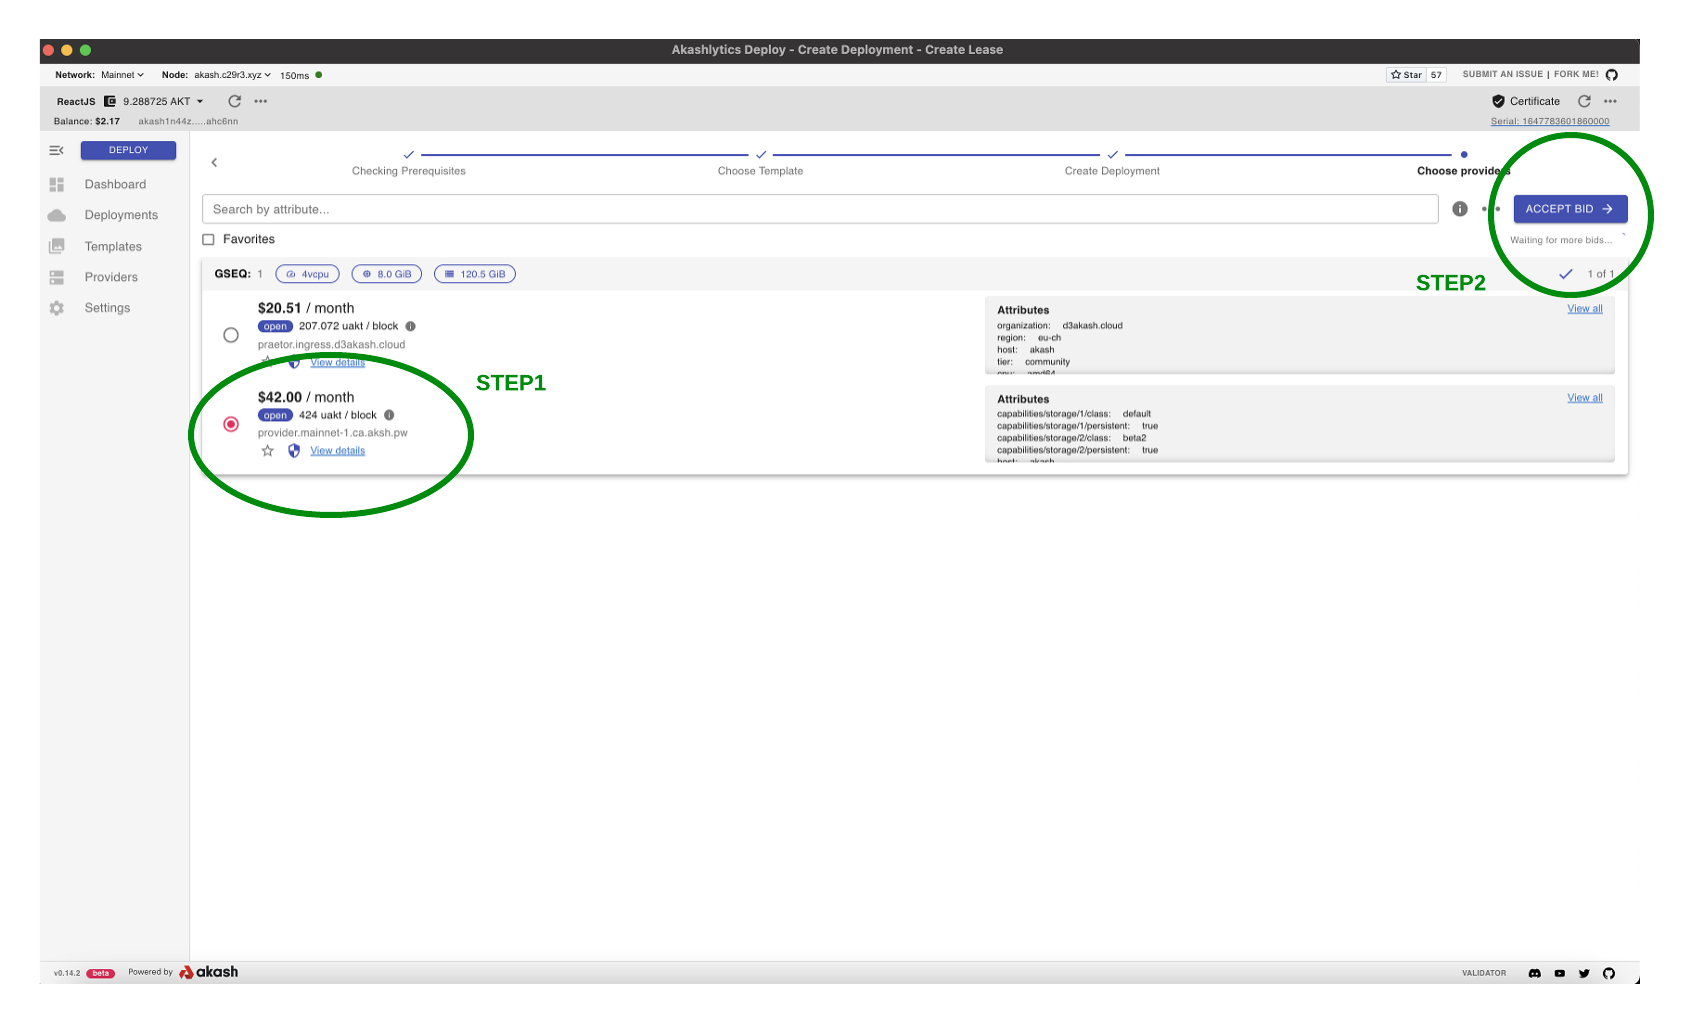 Akashlytics Deploy - Create Deployment - Create Lease
Network: Mainnet Node: akash.c29r3.xyz 150ms
Star 57 SUBMIT AN ISSUE | FORK ME!
ReactJS 9.288725 AKT
Certificate
Balance: $2.17 akash1n44z.....ahc6nn
Serial: 1647783601860000
DEPLOY
Dashboard
Deployments
Templates
Providers
Settings
Checking Prerequisites
Choose Template
Create Deployment
Choose providers
Search by attribute...
ACCEPT BID
Waiting for more bids...
Favorites
GSEQ: 1 4vcpu 8.0 GiB 120.5 GiB
1 of 1
STEP2
$20.51 / month
open 207.072 uakt / block
praetor.ingress.d3akash.cloud
View details
Attributes
View all
organization: d3akash.cloud
region: eu-ch
host: akash
tier: community
cpu: amd64
STEP1
$42.00 / month
open 424 uakt / block
provider.mainnet-1.ca.aksh.pw
View details
Attributes
View all
capabilities/storage/1/class: default
capabilities/storage/1/persistent: true
capabilities/storage/2/class: beta2
capabilities/storage/2/persistent: true
host: akash
v0.14.2 beta Powered by akash
VALIDATOR